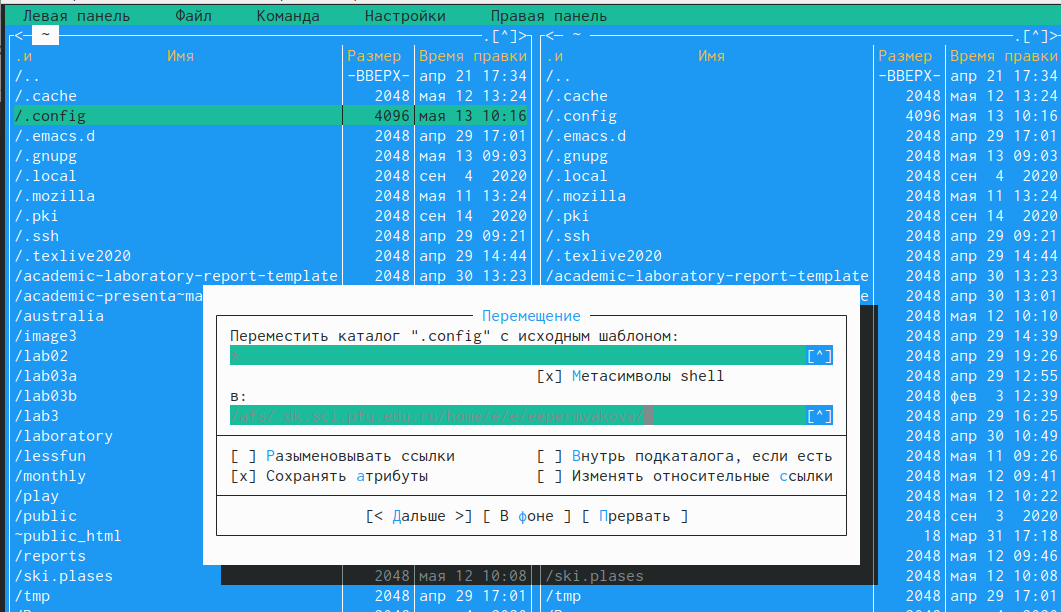 Левая панель Файл Команда Настройки Правая панель
<─ ~ .[^]> <─ ~ .[^]>
.и Имя Размер Время правки .и Имя Размер Время правки
/.. -ВВЕРХ- апр 21 17:34 /.. -ВВЕРХ- апр 21 17:34
/.cache 2048 мая 12 13:24 /.cache 2048 мая 12 13:24
/.config 4096 мая 13 10:16 /.config 4096 мая 13 10:16
/.emacs.d 2048 апр 29 17:01 /.emacs.d 2048 апр 29 17:01
/.gnupg 2048 мая 13 09:03 /.gnupg 2048 мая 13 09:03
/.local 2048 сен 4 2020 /.local 2048 сен 4 2020
/.mozilla 2048 мая 11 13:24 /.mozilla 2048 мая 11 13:24
/.pki 2048 сен 14 2020 /.pki 2048 сен 14 2020
/.ssh 2048 апр 29 09:21 /.ssh 2048 апр 29 09:21
/.texlive2020 2048 апр 29 14:44 /.texlive2020 2048 апр 29 14:44
/academic-laboratory-report-template 2048 апр 30 13:23 /academic-laboratory-report-template 2048 апр 30 13:23
/academic-presenta~ma e 2048 апр 30 13:01
/australia 2048 мая 12 10:10
/image3 2048 апр 29 14:39
/lab02 2048 апр 29 19:26
/lab03a 2048 апр 29 12:55
/lab03b 2048 фев 3 12:39
/lab3 2048 апр 29 16:25
/laboratory 2048 апр 30 10:49
/lessfun 2048 мая 11 09:26
/monthly 2048 мая 12 09:41
/play 2048 мая 12 10:22
/public 2048 сен 3 2020
~public_html 18 мар 31 17:18
/reports 2048 мая 12 09:46
/ski.plases 2048 мая 12 10:08 /ski.plases 2048 мая 12 10:08
/tmp 2048 апр 29 17:01 /tmp 2048 апр 29 17:01
Перемещение
Переместить каталог ".config" с исходным шаблоном:
[^]
[x] Метасимволы shell
в:
/afs/.dk.sci.pfu.edu.ru/home/e/e/eepermyakova/ [^]
[ ] Разыменовывать ссылки [ ] Внутрь подкаталога, если есть
[x] Сохранять атрибуты [ ] Изменять относительные ссылки
[< Дальше >] [ В фоне ] [ Прервать ]